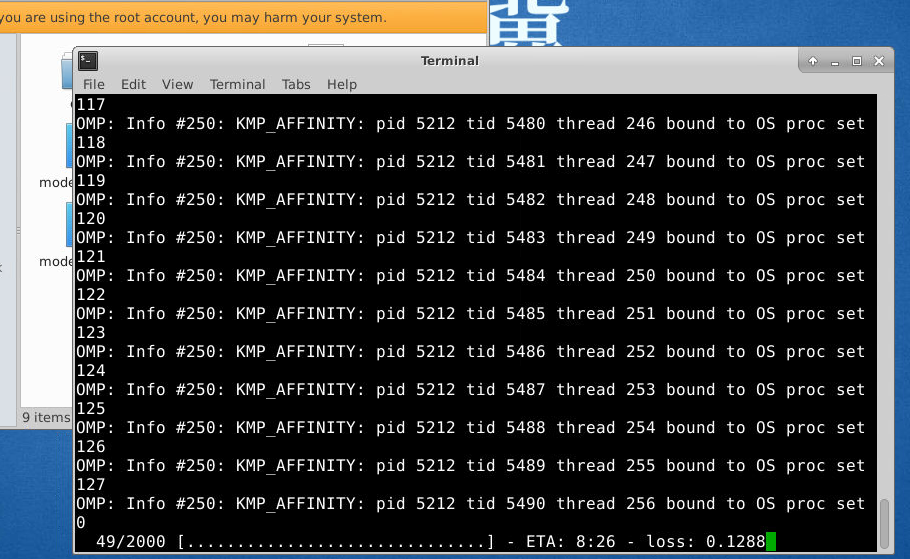 you are using the root account, you may harm your system.
Terminal
File Edit View Terminal Tabs Help
117
OMP: Info #250: KMP_AFFINITY: pid 5212 tid 5480 thread 246 bound to OS proc set
118
OMP: Info #250: KMP_AFFINITY: pid 5212 tid 5481 thread 247 bound to OS proc set
119
OMP: Info #250: KMP_AFFINITY: pid 5212 tid 5482 thread 248 bound to OS proc set
120
OMP: Info #250: KMP_AFFINITY: pid 5212 tid 5483 thread 249 bound to OS proc set
121
OMP: Info #250: KMP_AFFINITY: pid 5212 tid 5484 thread 250 bound to OS proc set
122
OMP: Info #250: KMP_AFFINITY: pid 5212 tid 5485 thread 251 bound to OS proc set
123
OMP: Info #250: KMP_AFFINITY: pid 5212 tid 5486 thread 252 bound to OS proc set
124
OMP: Info #250: KMP_AFFINITY: pid 5212 tid 5487 thread 253 bound to OS proc set
125
OMP: Info #250: KMP_AFFINITY: pid 5212 tid 5488 thread 254 bound to OS proc set
126
OMP: Info #250: KMP_AFFINITY: pid 5212 tid 5489 thread 255 bound to OS proc set
127
OMP: Info #250: KMP_AFFINITY: pid 5212 tid 5490 thread 256 bound to OS proc set
0
49/2000 [..............................] - ETA: 8:26 - loss: 0.1288
mode
mode
9 items